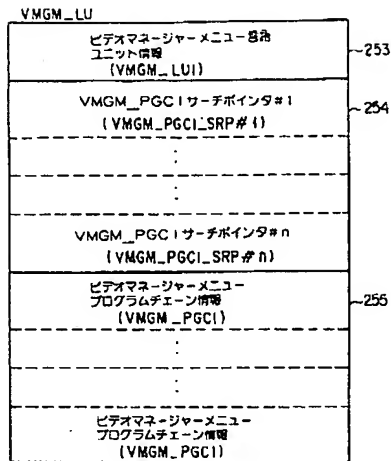 VMGM_LU
ビデオマネージャーメニュー言語
ユニット情報
(VMGM_LUI)
253
VMGM_PGCIサーチポインタ#1
(VMGM_PGCI_SRP#1)
254
VMGM_PGCIサーチポインタ#n
(VMGM_PGCI_SRP#n)
ビデオマネージャーメニュー
プログラムチェーン情報
(VMGM_PGCI)
255
ビデオマネージャーメニュー
プログラムチェーン情報
(VMGM_PGCI)